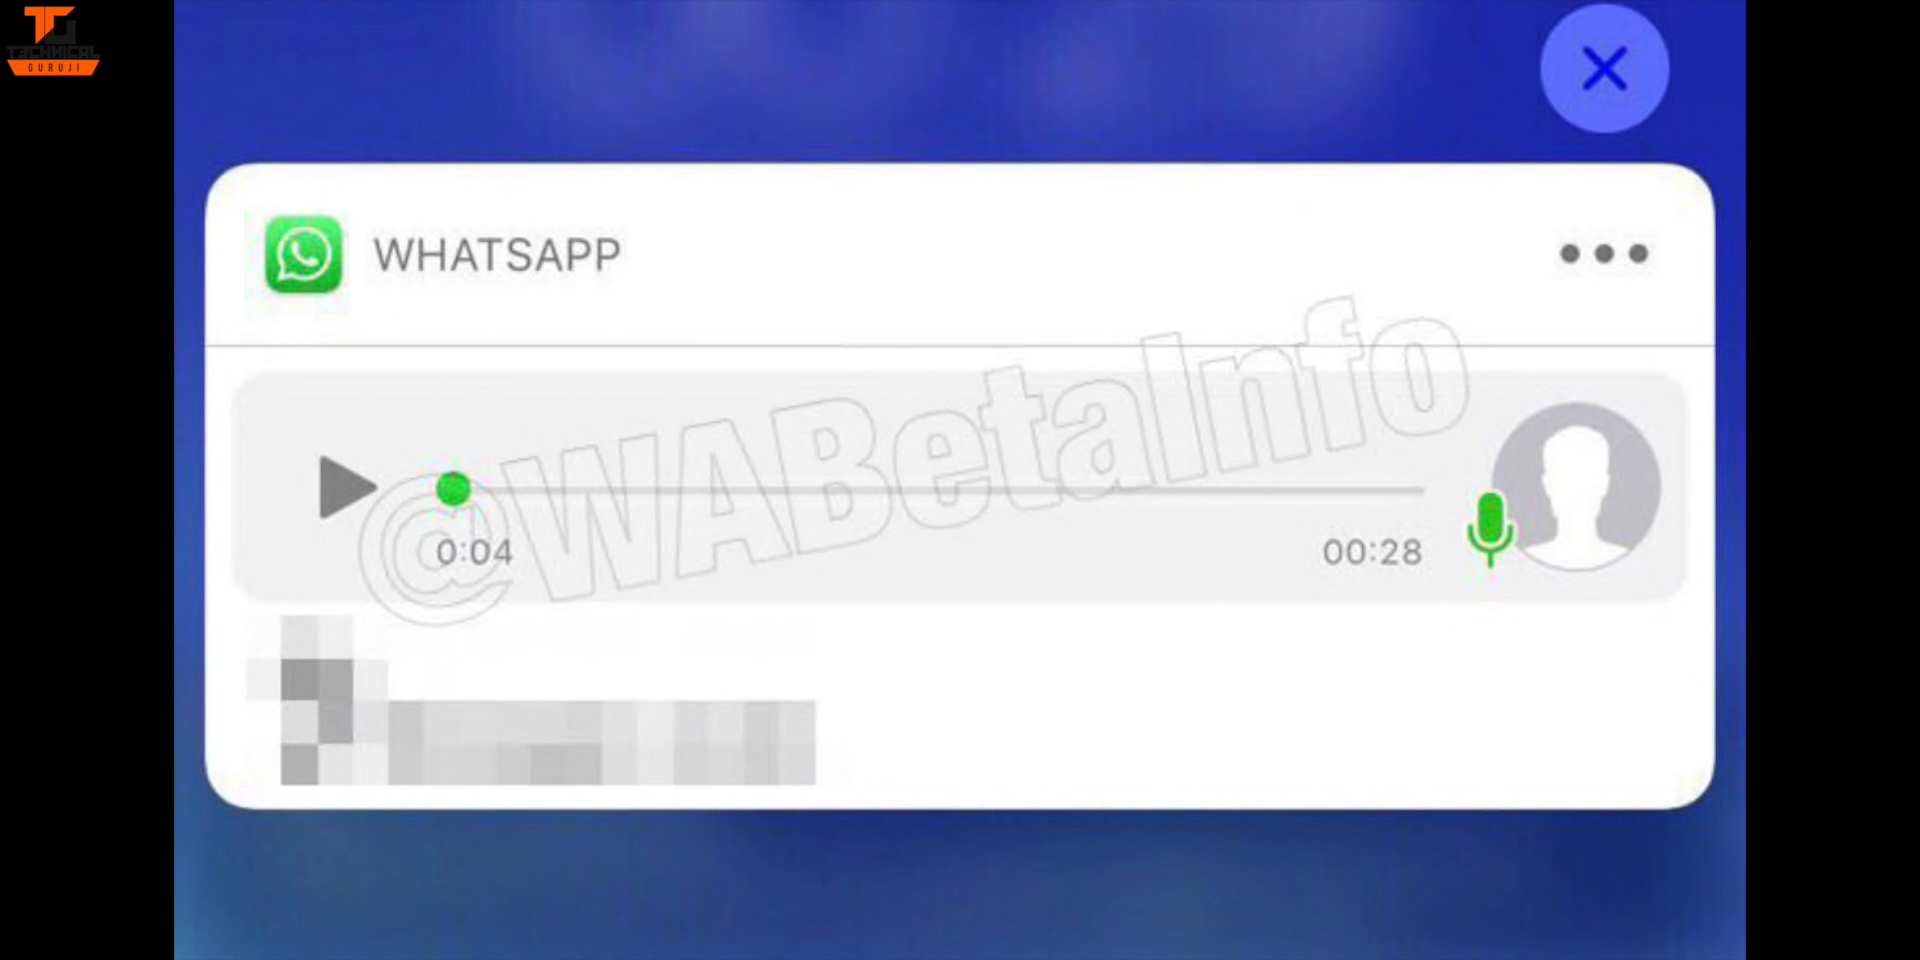 TECHNICAL
GURUJI
WHATSAPP
@WABetaInfo
0:04
00:28